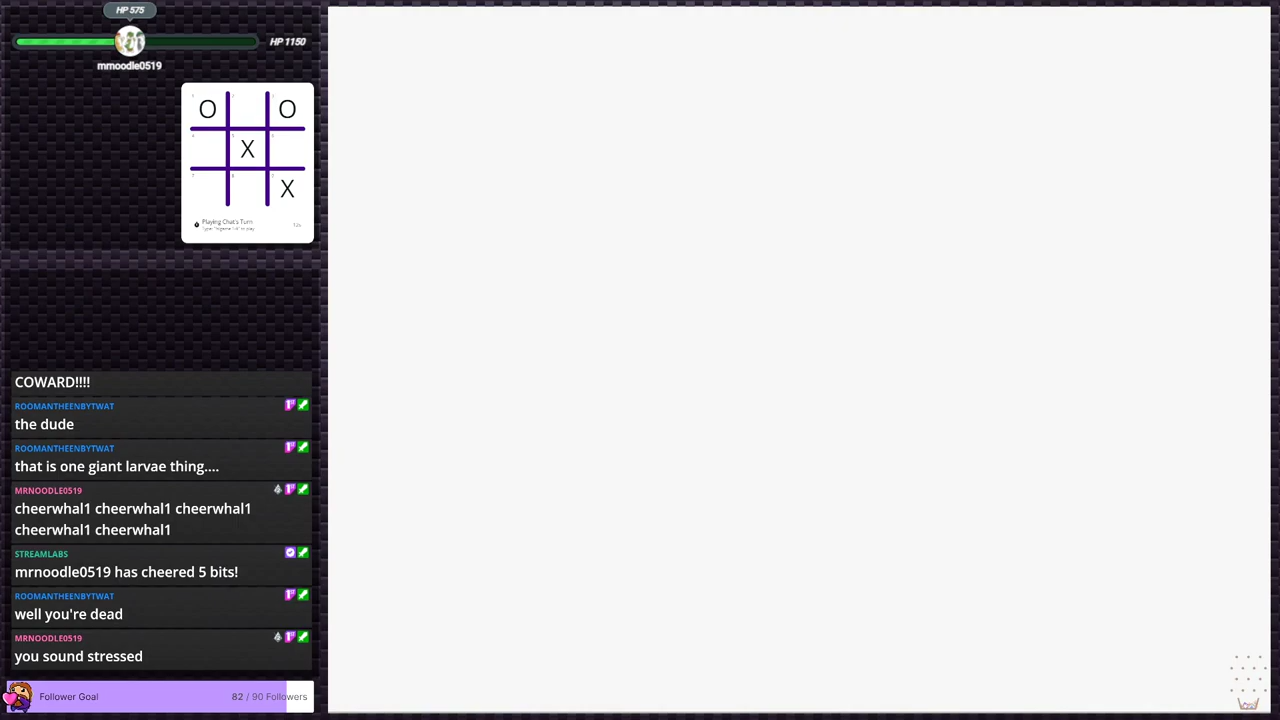 HP 575
HP 1150
mrnoodle0519
O
O
X
X
Playing Chat's Turn
COWARD!!!!
ROOMANTHEENBYTWAT
the dude
ROOMANTHEENBYTWAT
that is one giant larvae thing....
MRNOODLE0519
cheerwhal1 cheerwhal1 cheerwhal1
cheerwhal1 cheerwhal1
STREAMLABS
mrnoodle0519 has cheered 5 bits!
ROOMANTHEENBYTWAT
well you're dead
MRNOODLE0519
you sound stressed
Follower Goal
82 / 90 Followers